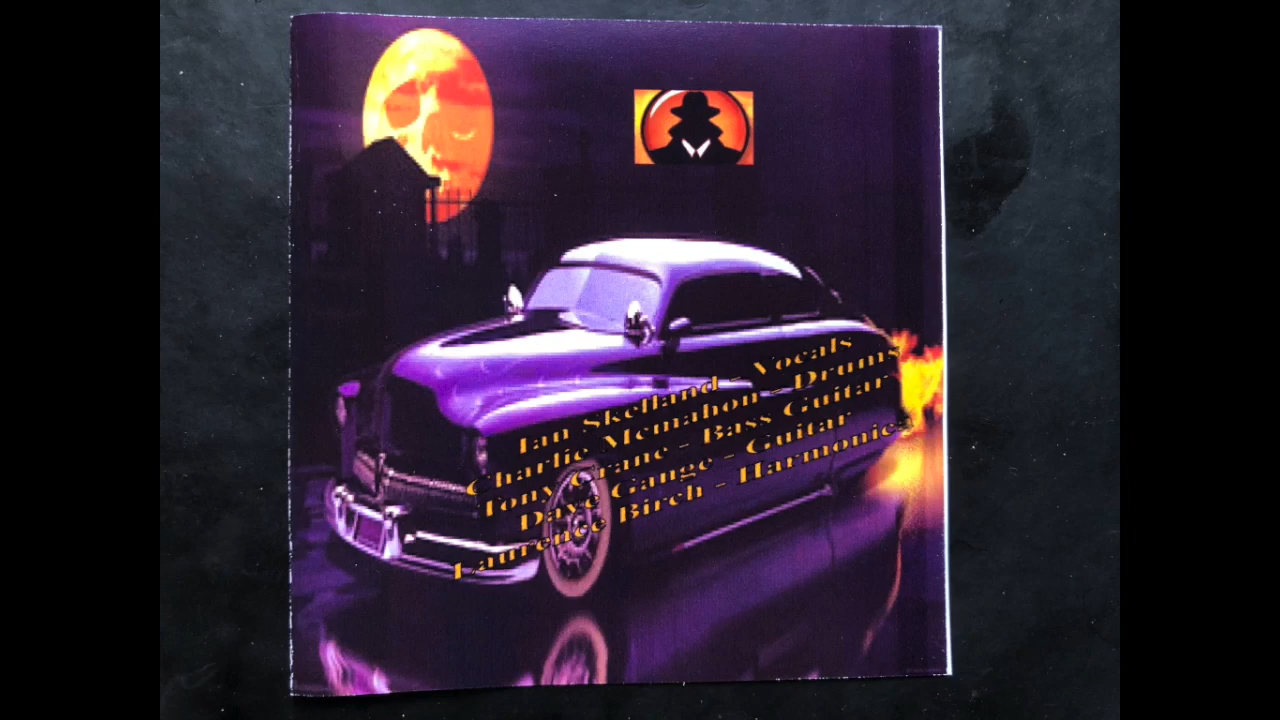 Ian Skelland - Vocals
Charlie Mcmahon - Drums
Tony Crane - Bass Guitar
Dave Gange - Guitar
Laurence Birch - Harmonica